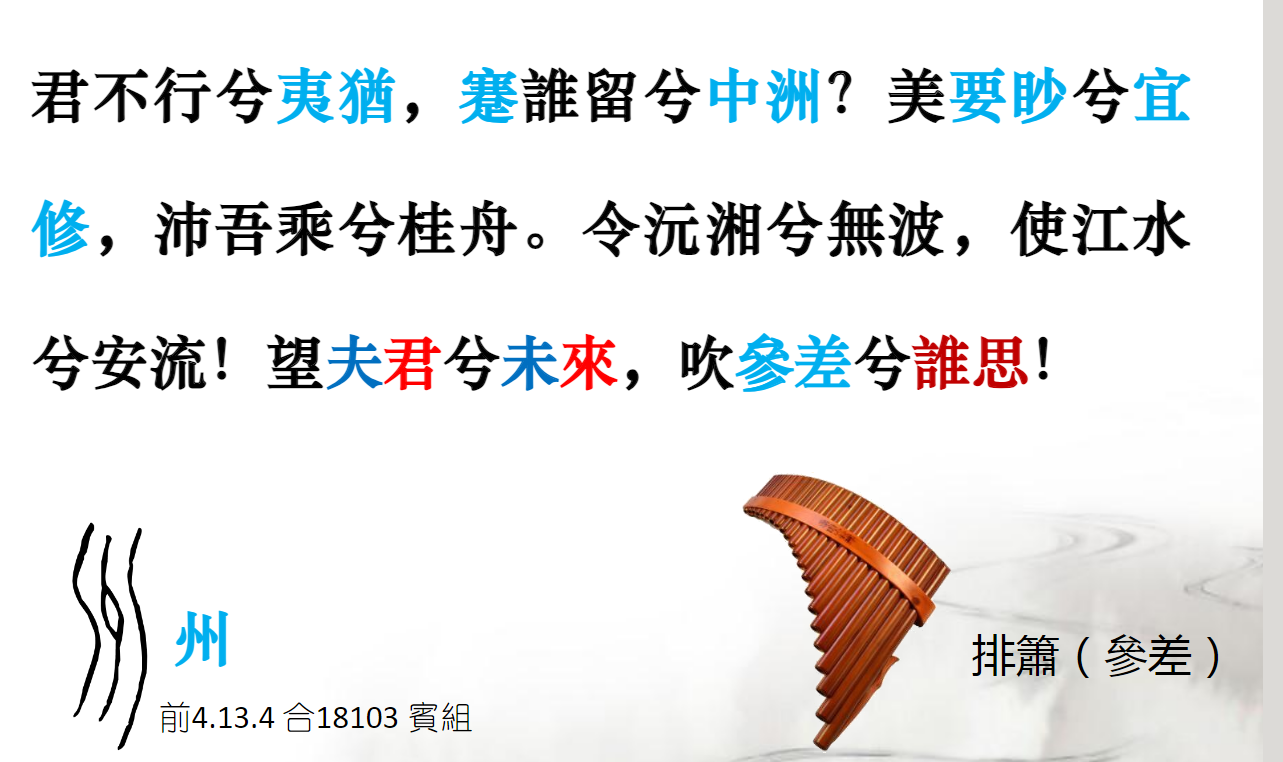 君不行兮夷猶，蹇誰留兮中洲？美要眇兮宜
修，沛吾乘兮桂舟。令沅湘兮無波，使江水
兮安流！望夫君兮未來，吹參差兮誰思！
州
前4.13.4 合18103 賓組
排簫（參差）